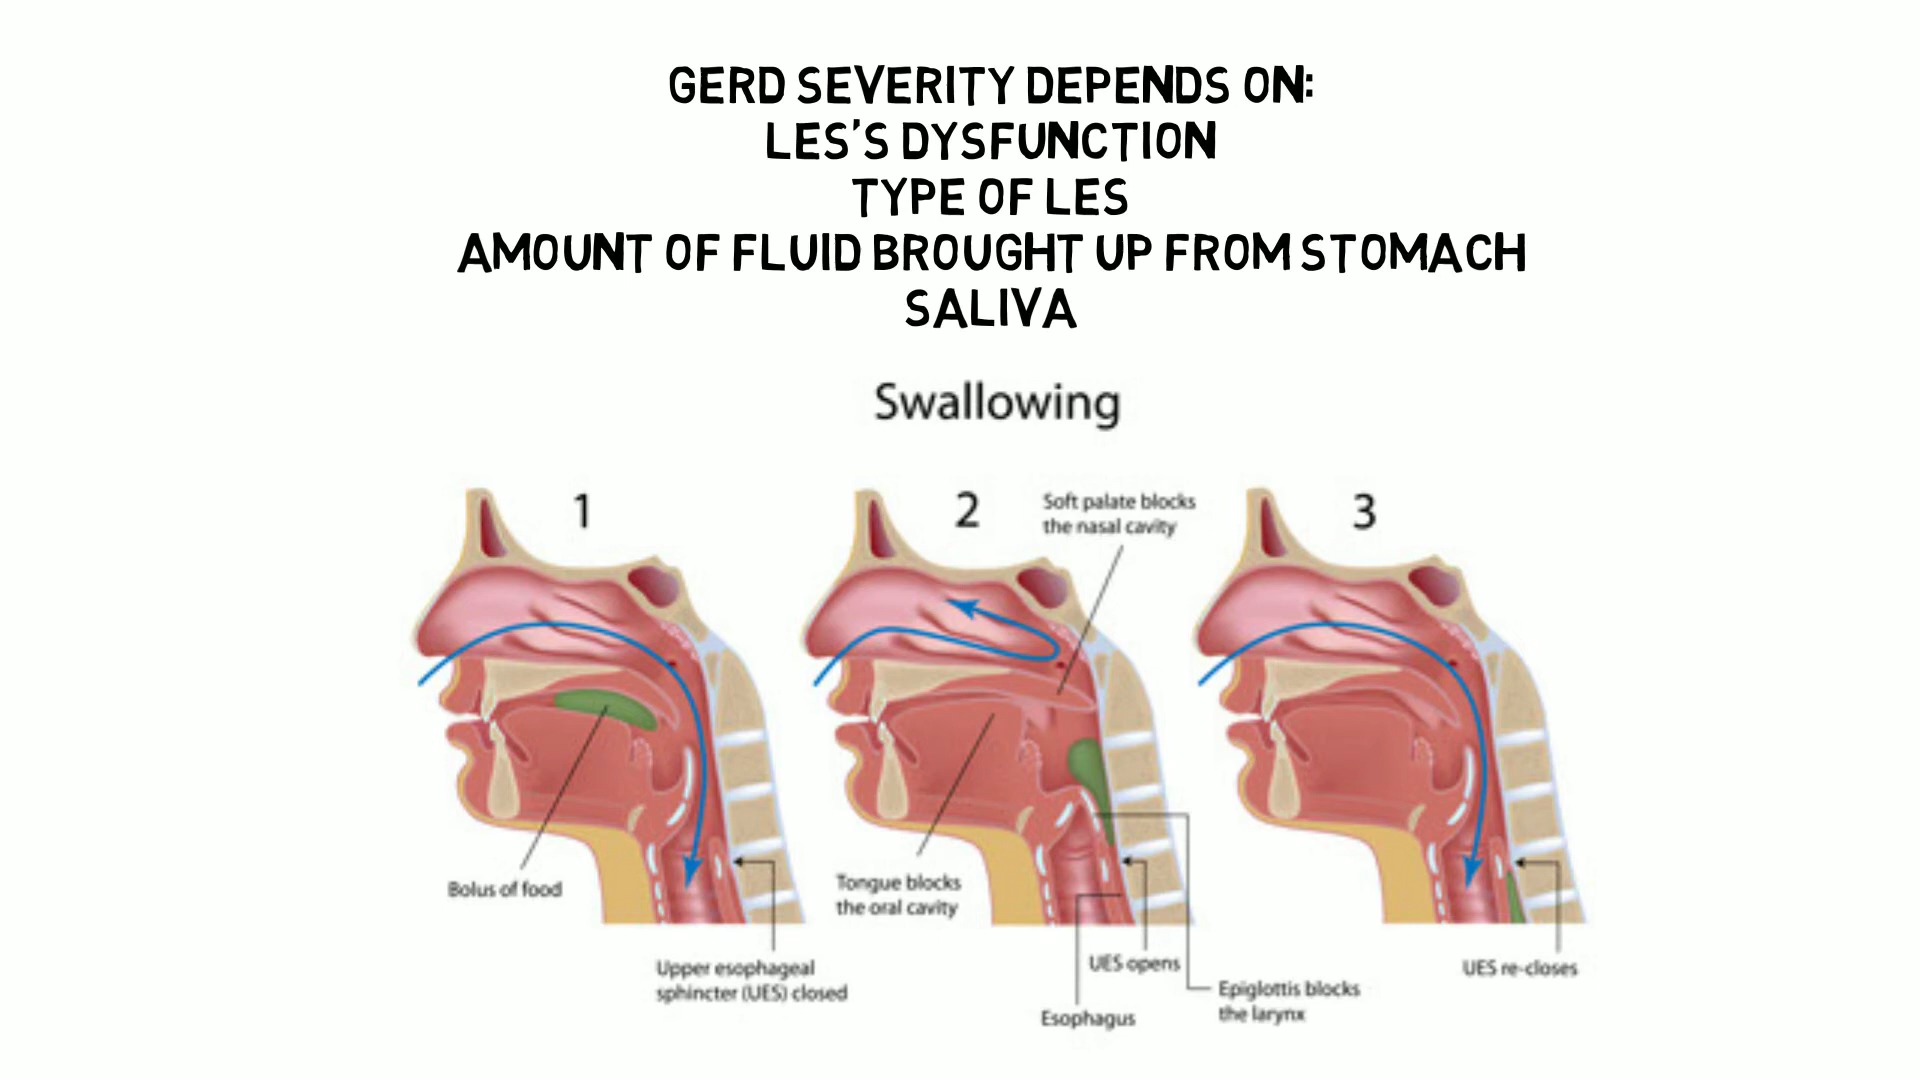 GERD SEVERITY DEPENDS ON:
LES'S DYSFUNCTION
TYPE OF LES
AMOUNT OF FLUID BROUGHT UP FROM STOMACH
SALIVA
Swallowing
1
2
3
Soft palate blocks
the nasal cavity
Bolus of food
Tongue blocks
the oral cavity
Upper esophageal
sphincter (UES) closed
UES opens
Esophagus
Epiglottis blocks
the larynx
UES re-closes